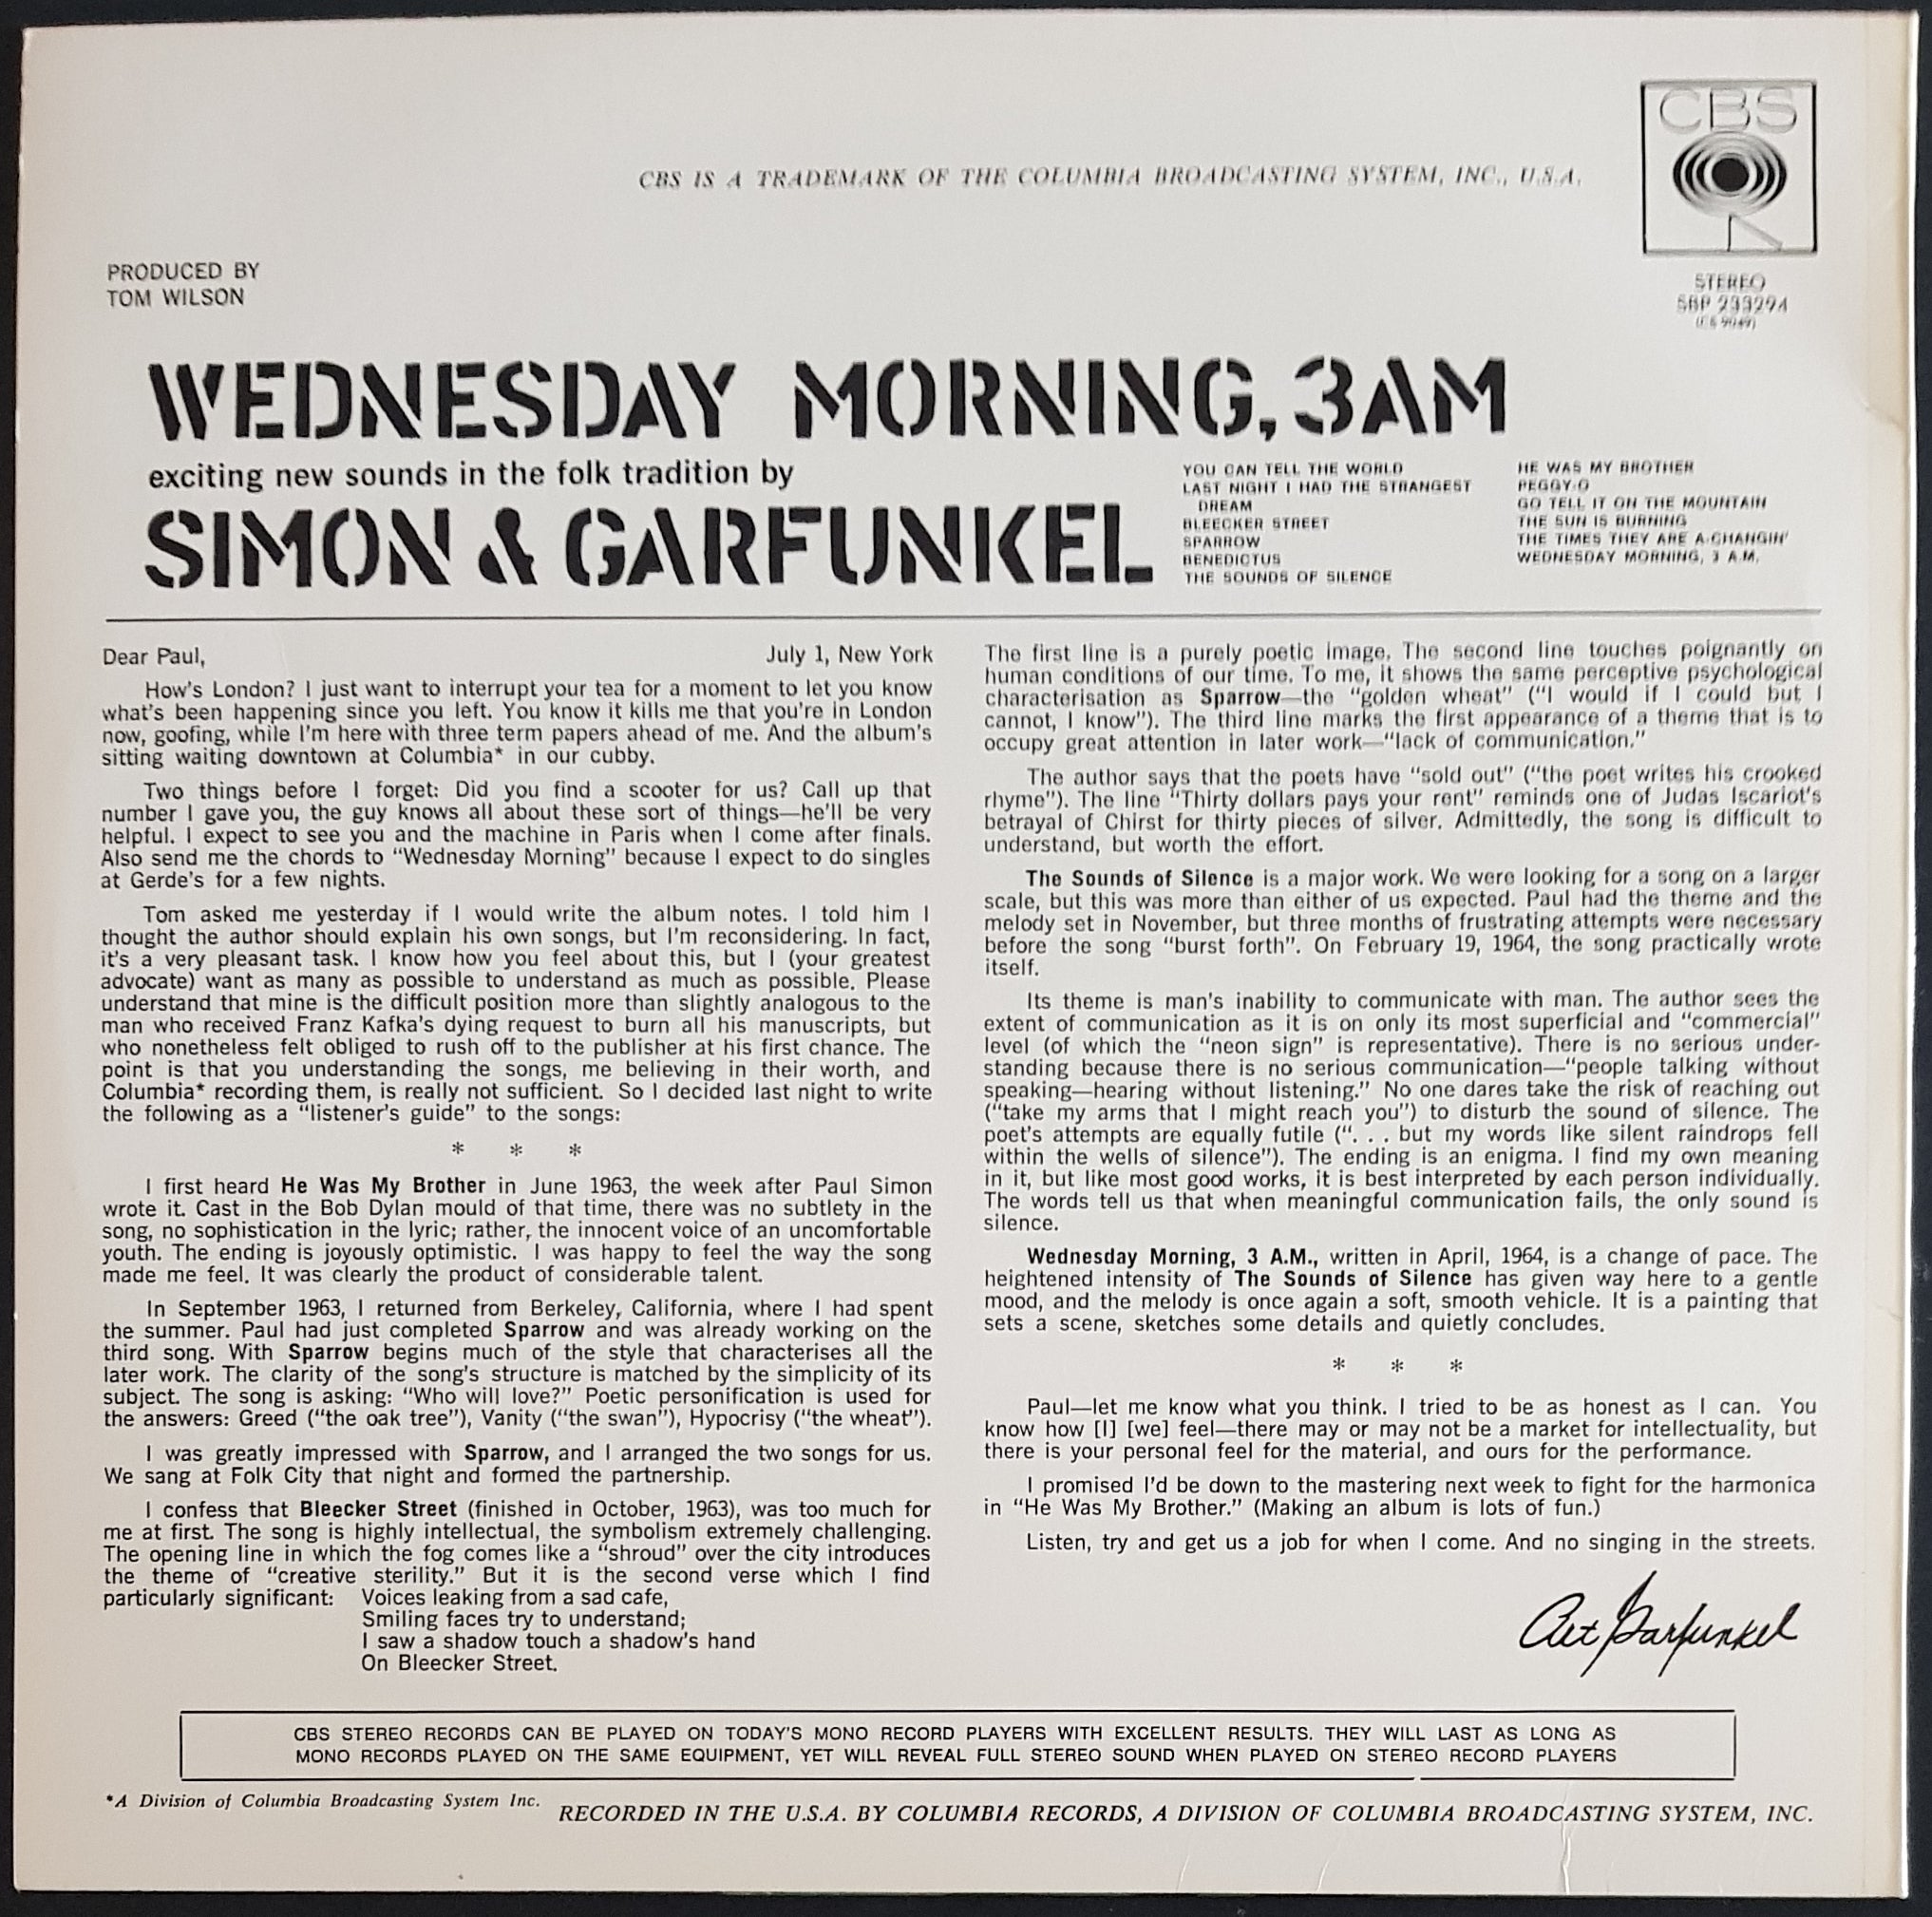 CBS
CBS IS A TRADEMARK OF THE COLUMBIA BROADCASTING SYSTEM, INC., U.S.A.
PRODUCED BY
TOM WILSON
STEREO
SBP 233294
(CS 9049)
WEDNESDAY MORNING, 3AM
exciting new sounds in the folk tradition by
SIMON & GARFUNKEL
YOU CAN TELL THE WORLD
LAST NIGHT I HAD THE STRANGEST
DREAM
BLEECKER STREET
SPARROW
BENEDICTUS
THE SOUNDS OF SILENCE
HE WAS MY BROTHER
PEGGY-O
GO TELL IT ON THE MOUNTAIN
THE SUN IS BURNING
THE TIMES THEY ARE A-CHANGIN'
WEDNESDAY MORNING, 3 A.M.
Dear Paul, July 1, New York
How's London? I just want to interrupt your tea for a moment to let you know
what's been happening since you left. You know it kills me that you're in London
now, goofing, while I'm here with three term papers ahead of me. And the album's
sitting waiting downtown at Columbia* in our cubby.
Two things before I forget: Did you find a scooter for us? Call up that
number I gave you, the guy knows all about these sort of things—he'll be very
helpful. I expect to see you and the machine in Paris when I come after finals.
Also send me the chords to “Wednesday Morning” because I expect to do singles
at Gerde's for a few nights.
Tom asked me yesterday if I would write the album notes. I told him I
thought the author should explain his own songs, but I'm reconsidering. In fact,
it's a very pleasant task. I know how you feel about this, but I (your greatest
advocate) want as many as possible to understand as much as possible. Please
understand that mine is the difficult position more than slightly analogous to the
man who received Franz Kafka's dying request to burn all his manuscripts, but
who nonetheless felt obliged to rush off to the publisher at his first chance. The
point is that you understanding the songs, me believing in their worth, and
Columbia* recording them, is really not sufficient. So I decided last night to write
the following as a “listener's guide” to the songs:
* * *
I first heard He Was My Brother in June 1963, the week after Paul Simon
wrote it. Cast in the Bob Dylan mould of that time, there was no subtlety in the
song, no sophistication in the lyric; rather, the innocent voice of an uncomfortable
youth. The ending is joyously optimistic. I was happy to feel the way the song
made me feel. It was clearly the product of considerable talent.
In September 1963, I returned from Berkeley, California, where I had spent
the summer. Paul had just completed Sparrow and was already working on the
third song. With Sparrow begins much of the style that characterises all the
later work. The clarity of the song's structure is matched by the simplicity of its
subject. The song is asking: “Who will love?” Poetic personification is used for
the answers: Greed (“the oak tree”), Vanity (“the swan”), Hypocrisy (“the wheat”).
I was greatly impressed with Sparrow, and I arranged the two songs for us.
We sang at Folk City that night and formed the partnership.
I confess that Bleecker Street (finished in October, 1963), was too much for
me at first. The song is highly intellectual, the symbolism extremely challenging.
The opening line in which the fog comes like a “shroud” over the city introduces
the theme of “creative sterility.” But it is the second verse which I find
particularly significant: Voices leaking from a sad cafe,
Smiling faces try to understand;
I saw a shadow touch a shadow's hand
On Bleecker Street.
The first line is a purely poetic image. The second line touches poignantly on
human conditions of our time. To me, it shows the same perceptive psychological
characterisation as Sparrow—the “golden wheat” (“I would if I could but I
cannot, I know”). The third line marks the first appearance of a theme that is to
occupy great attention in later work—“lack of communication.”
The author says that the poets have “sold out” (“the poet writes his crooked
rhyme”). The line “Thirty dollars pays your rent” reminds one of Judas Iscariot's
betrayal of Chirst for thirty pieces of silver. Admittedly, the song is difficult to
understand, but worth the effort.
The Sounds of Silence is a major work. We were looking for a song on a larger
scale, but this was more than either of us expected. Paul had the theme and the
melody set in November, but three months of frustrating attempts were necessary
before the song “burst forth”. On February 19, 1964, the song practically wrote
itself.
Its theme is man's inability to communicate with man. The author sees the
extent of communication as it is on only its most superficial and “commercial”
level (of which the “neon sign” is representative). There is no serious under-
standing because there is no serious communication—“people talking without
speaking—hearing without listening.” No one dares take the risk of reaching out
(“take my arms that I might reach you”) to disturb the sound of silence. The
poet's attempts are equally futile (“. . . but my words like silent raindrops fell
within the wells of silence”). The ending is an enigma. I find my own meaning
in it, but like most good works, it is best interpreted by each person individually.
The words tell us that when meaningful communication fails, the only sound is
silence.
Wednesday Morning, 3 A.M., written in April, 1964, is a change of pace. The
heightened intensity of The Sounds of Silence has given way here to a gentle
mood, and the melody is once again a soft, smooth vehicle. It is a painting that
sets a scene, sketches some details and quietly concludes.
* * *
Paul—let me know what you think. I tried to be as honest as I can. You
know how [I] [we] feel—there may or may not be a market for intellectuality, but
there is your personal feel for the material, and ours for the performance.
I promised I'd be down to the mastering next week to fight for the harmonica
in “He Was My Brother.” (Making an album is lots of fun.)
Listen, try and get us a job for when I come. And no singing in the streets.
Art Garfunkel
CBS STEREO RECORDS CAN BE PLAYED ON TODAY'S MONO RECORD PLAYERS WITH EXCELLENT RESULTS. THEY WILL LAST AS LONG AS
MONO RECORDS PLAYED ON THE SAME EQUIPMENT, YET WILL REVEAL FULL STEREO SOUND WHEN PLAYED ON STEREO RECORD PLAYERS
*A Division of Columbia Broadcasting System Inc.
RECORDED IN THE U.S.A. BY COLUMBIA RECORDS, A DIVISION OF COLUMBIA BROADCASTING SYSTEM, INC.